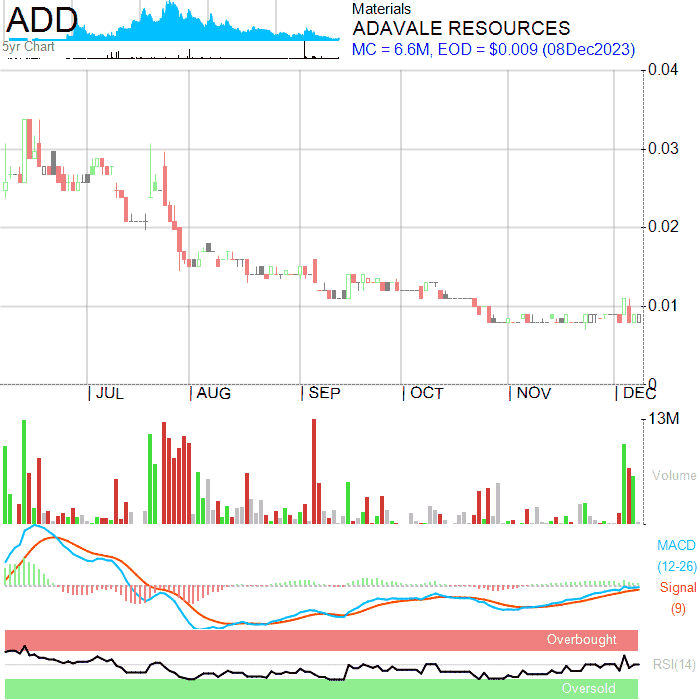 ADD
5yr Chart
Materials
ADAVALE RESOURCES
MC = 6.6M, EOD = $0.009 (08Dec2023)
0.04
0.03
0.02
0.01
0
JUL AUG SEP OCT NOV DEC
13M
Volume
MACD
(12-26)
Signal
(9)
Overbought
RSI(14)
Oversold